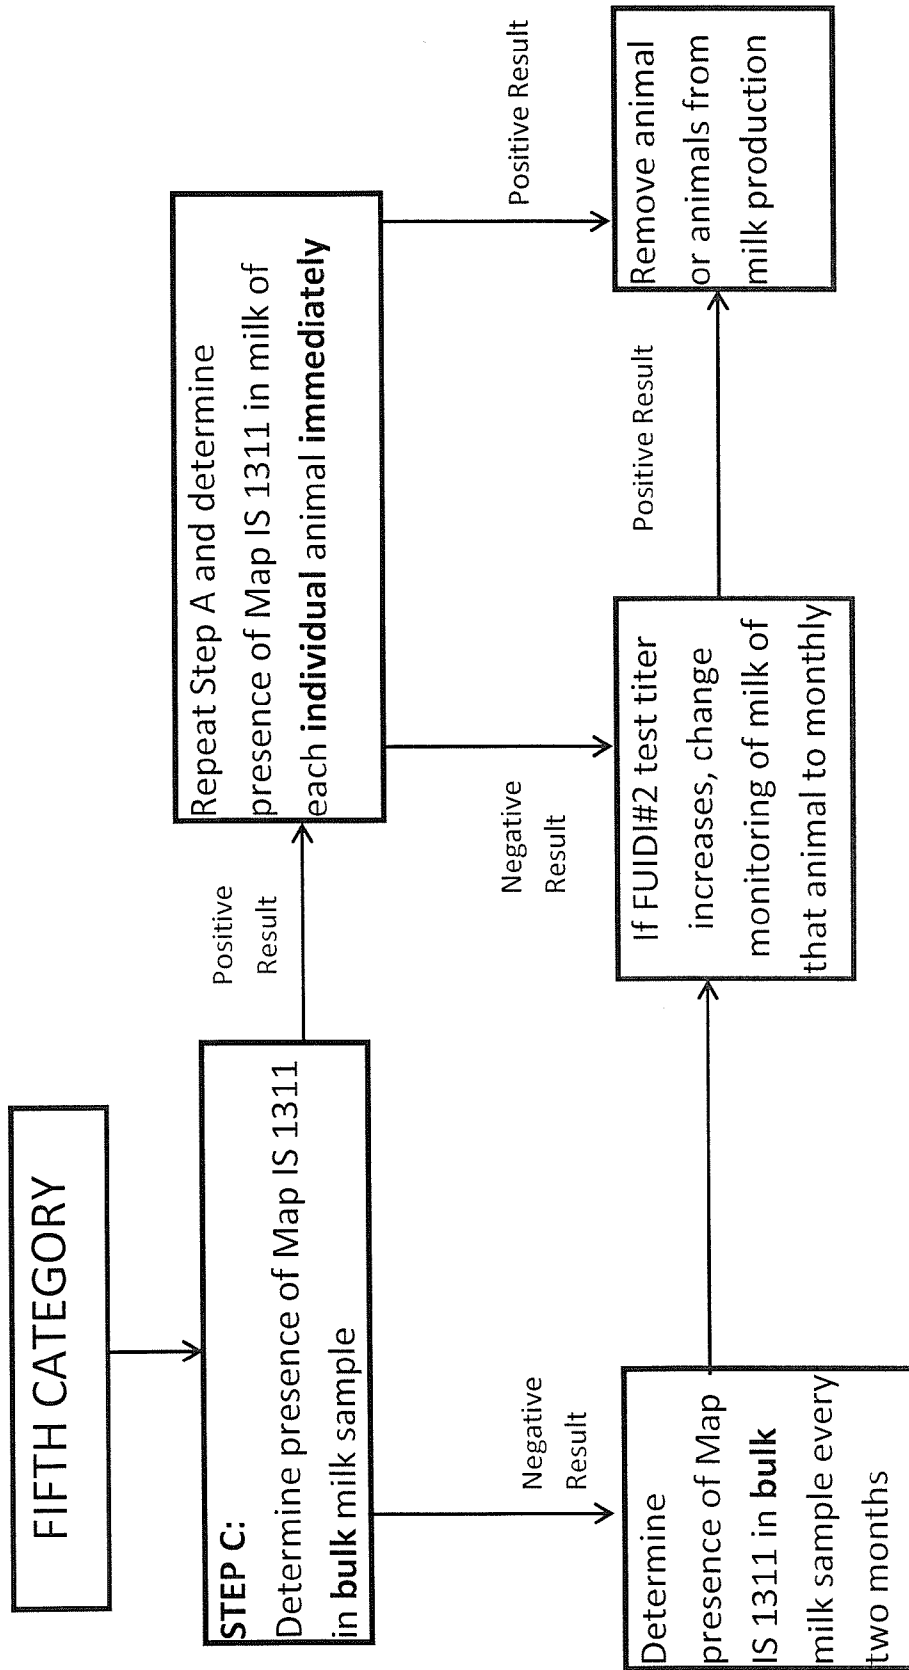 FIFTH CATEGORY
STEP C:
Determine presence of Map IS 1311
in bulk milk sample
Positive
Result
Repeat Step A and determine
presence of Map IS 1311 in milk of
each individual animal immediately
Negative
Result
Determine
presence of Map
IS 1311 in bulk
milk sample every
two months
Negative
Result
If FUIDI#2 test titer
increases, change
monitoring of milk of
that animal to monthly
Positive Result
Positive Result
Remove animal
or animals from
milk production